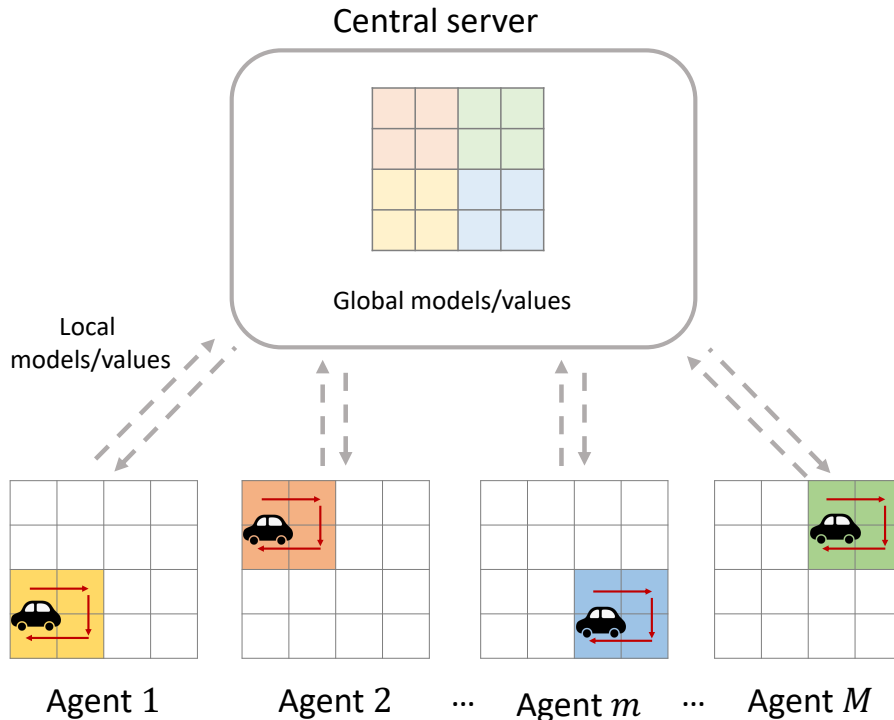 Central server
Global models/values
Local
models/values
Agent 1
Agent 2
...
Agent m
...
Agent M